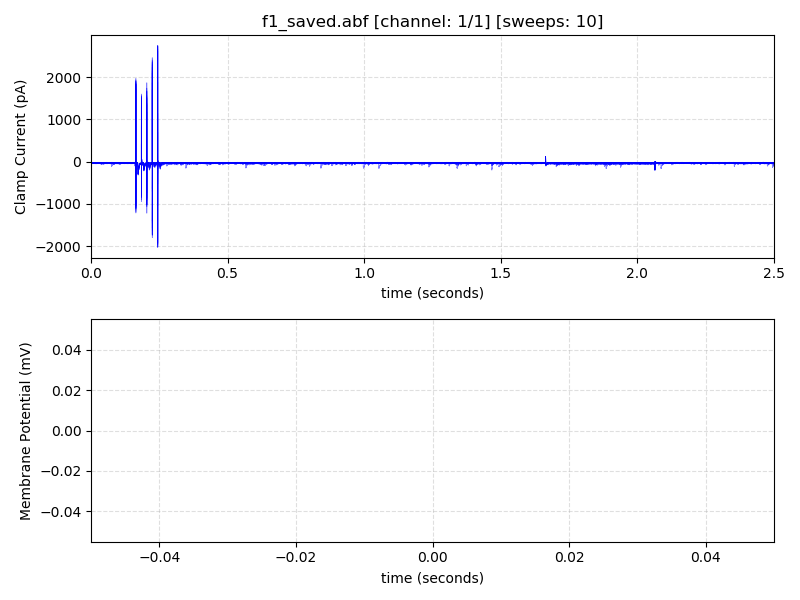 f1_saved.abf [channel: 1/1] [sweeps: 10]
2000
1000
0
−1000
−2000
Clamp Current (pA)
0.0 0.5 1.0 1.5 2.0 2.5
time (seconds)
0.04
0.02
0.00
−0.02
−0.04
Membrane Potential (mV)
−0.04 −0.02 0.00 0.02 0.04
time (seconds)